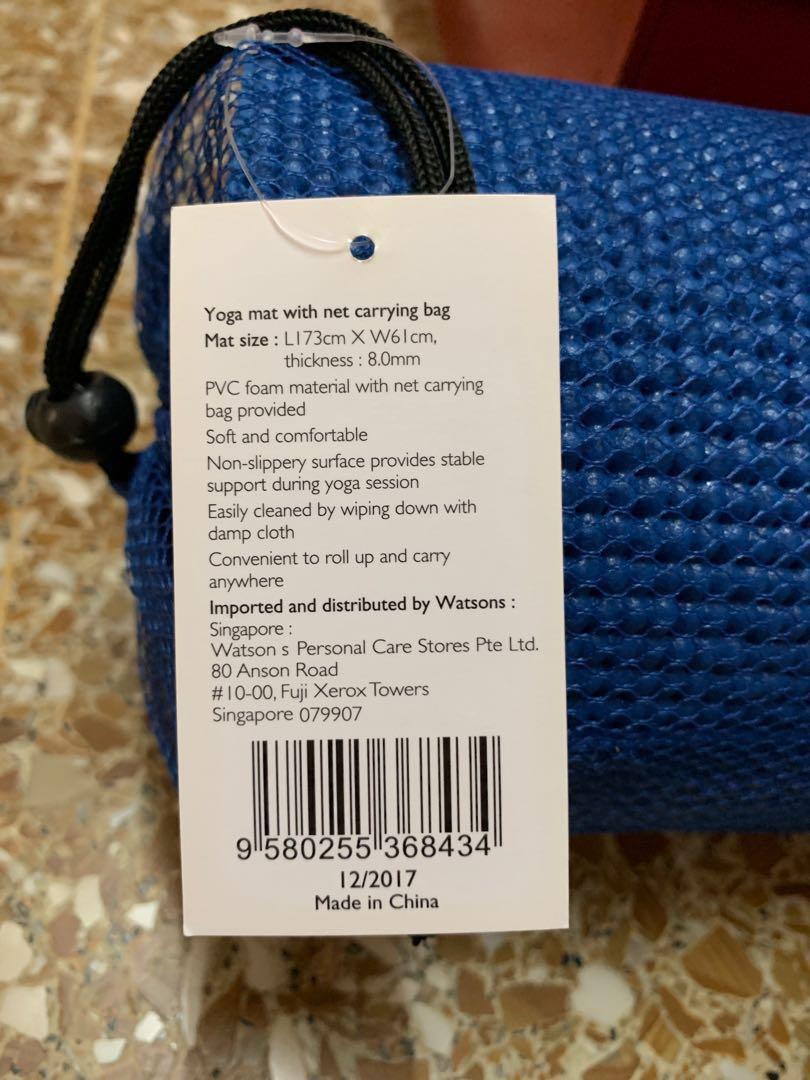 Yoga mat with net carrying bag
Mat size : L173cm X W61cm,
thickness : 8.0mm
PVC foam material with net carrying
bag provided
Soft and comfortable
Non-slippery surface provides stable
support during yoga session
Easily cleaned by wiping down with
damp cloth
Convenient to roll up and carry
anywhere
Imported and distributed by Watsons :
Singapore :
Watson s Personal Care Stores Pte Ltd.
80 Anson Road
#10-00, Fuji Xerox Towers
Singapore 079907
9 580255 368434
12/2017
Made in China